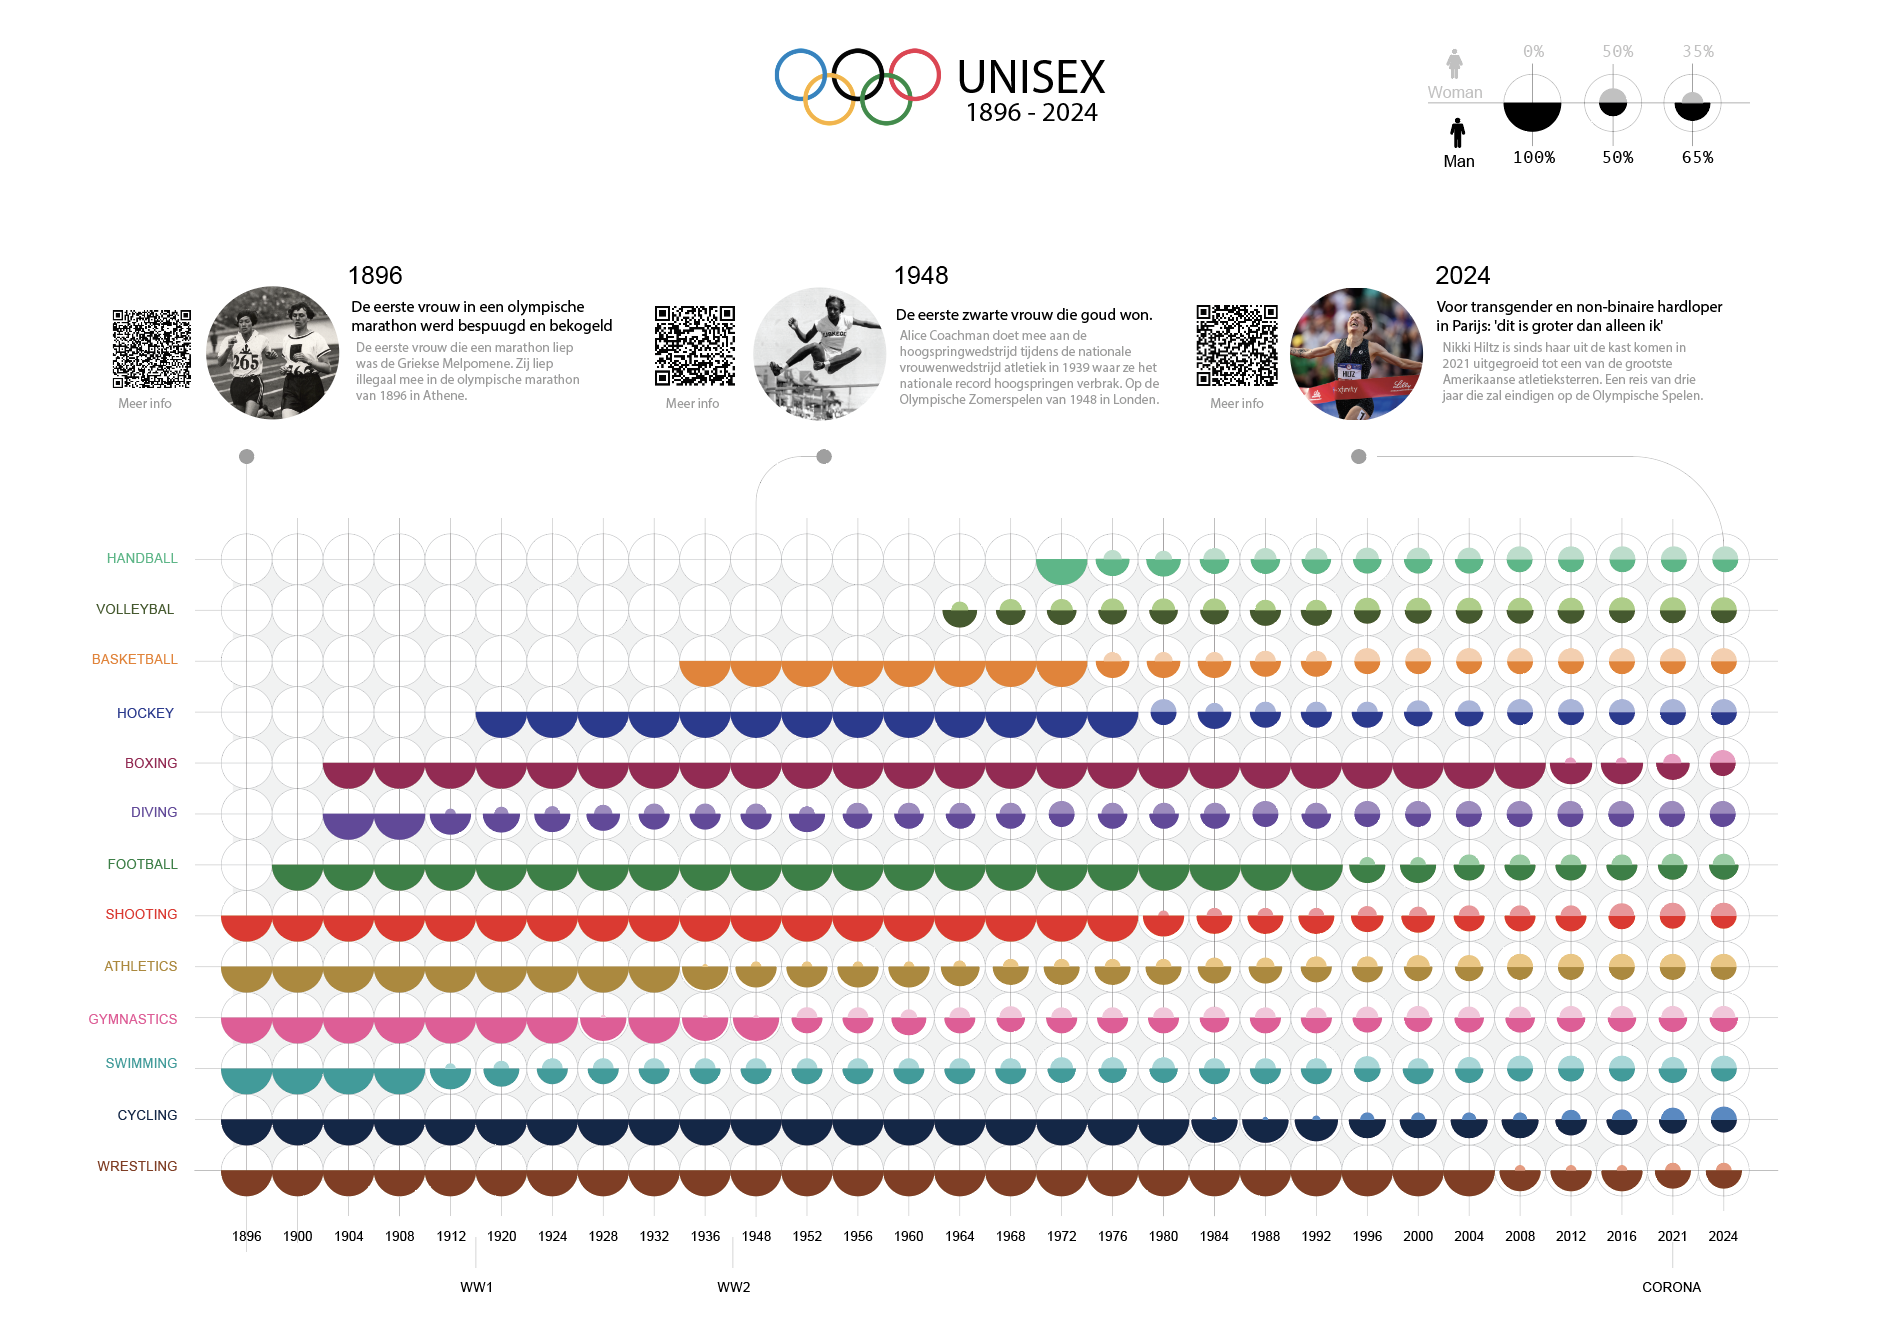 UNISEX
1896 - 2024
0% 50% 35%
Woman
Man
100% 50% 65%
1896
De eerste vrouw in een olympische
marathon werd bespuugd en bekogeld
De eerste vrouw die een marathon liep
was de Griekse Melpomene. Zij liep
illegaal mee in de olympische marathon
van 1896 in Athene.
265
Meer info
1948
De eerste zwarte vrouw die goud won.
Alice Coachman doet mee aan de
hoogspringwedstrijd tijdens de nationale
vrouwenwedstrijd atletiek in 1939 waar ze het
nationale record hoogspringen verbrak. Op de
Olympische Zomerspelen van 1948 in Londen.
Meer info
2024
Voor transgender en non-binaire hardloper
in Parijs: 'dit is groter dan alleen ik'
Nikki Hiltz is sinds haar uit de kast komen in
2021 uitgegroeid tot een van de grootste
Amerikaanse atletieksterren. Een reis van drie
jaar die zal eindigen op de Olympische Spelen.
HILTZ
xfinity
Lilly
Meer info
HANDBALL
VOLLEYBAL
BASKETBALL
HOCKEY
BOXING
DIVING
FOOTBALL
SHOOTING
ATHLETICS
GYMNASTICS
SWIMMING
CYCLING
WRESTLING
1896 1900 1904 1908 1912 1920 1924 1928 1932 1936 1948 1952 1956 1960 1964 1968 1972 1976 1980 1984 1988 1992 1996 2000 2004 2008 2012 2016 2021 2024
WW1 WW2 CORONA